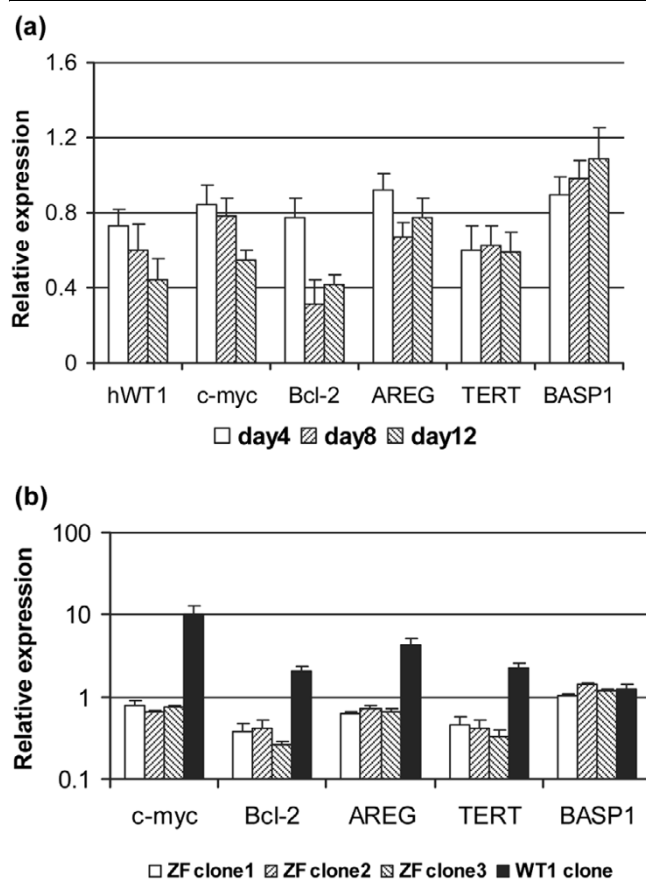 (a)
1.6
1.2
0.8
0.4
0
Relative expression
hWT1 c-myc Bcl-2 AREG TERT BASP1
day4 day8 day12
(b)
100
10
1
0.1
Relative expression
c-myc Bcl-2 AREG TERT BASP1
ZF clone1 ZF clone2 ZF clone3 WT1 clone